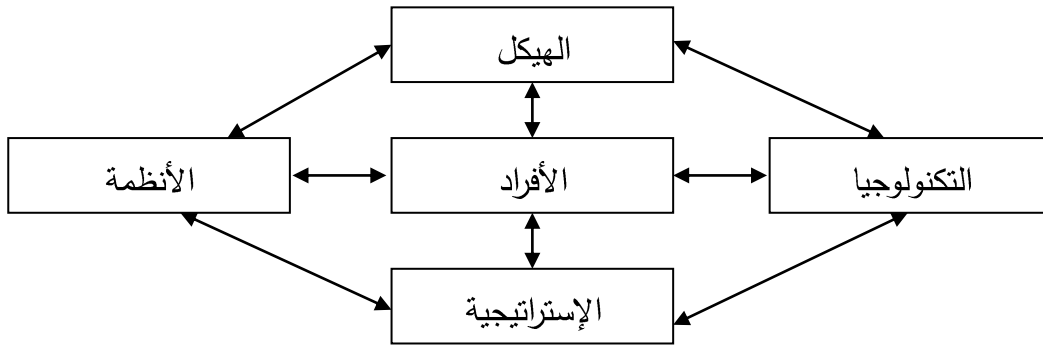 الهيكل
التكنولوجيا
الأفراد
الأنظمة
الإستراتيجية